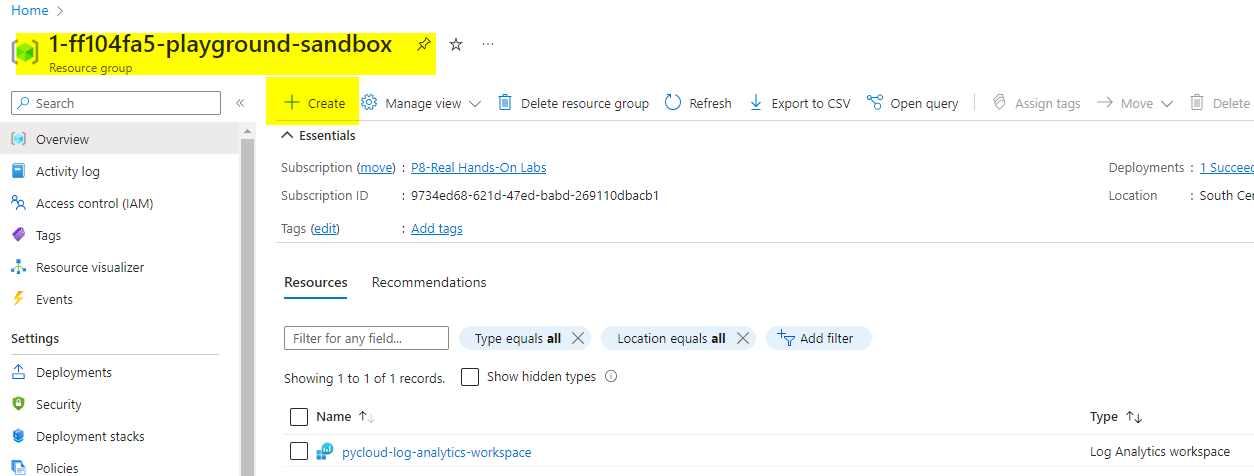 Home >
1-ff104fa5-playground-sandbox ...
Resource group
Search «
Create Manage view Delete resource group Refresh Export to CSV Open query Assign tags Move Delete
Overview
Activity log
Access control (IAM)
Tags
Resource visualizer
Events
Settings
Deployments
Security
Deployment stacks
Policies
Essentials
Subscription (move) : P8-Real Hands-On Labs
Deployments : 1 Succeed
Subscription ID : 9734ed68-621d-47ed-babd-269110dbacb1
Location : South Cen
Tags (edit) : Add tags
Resources Recommendations
Filter for any field... Type equals all Location equals all Add filter
Showing 1 to 1 of 1 records. Show hidden types
Name Type
pycloud-log-analytics-workspace Log Analytics workspace